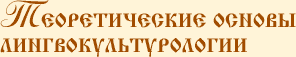 Теоретические основы
лингвокультурологии